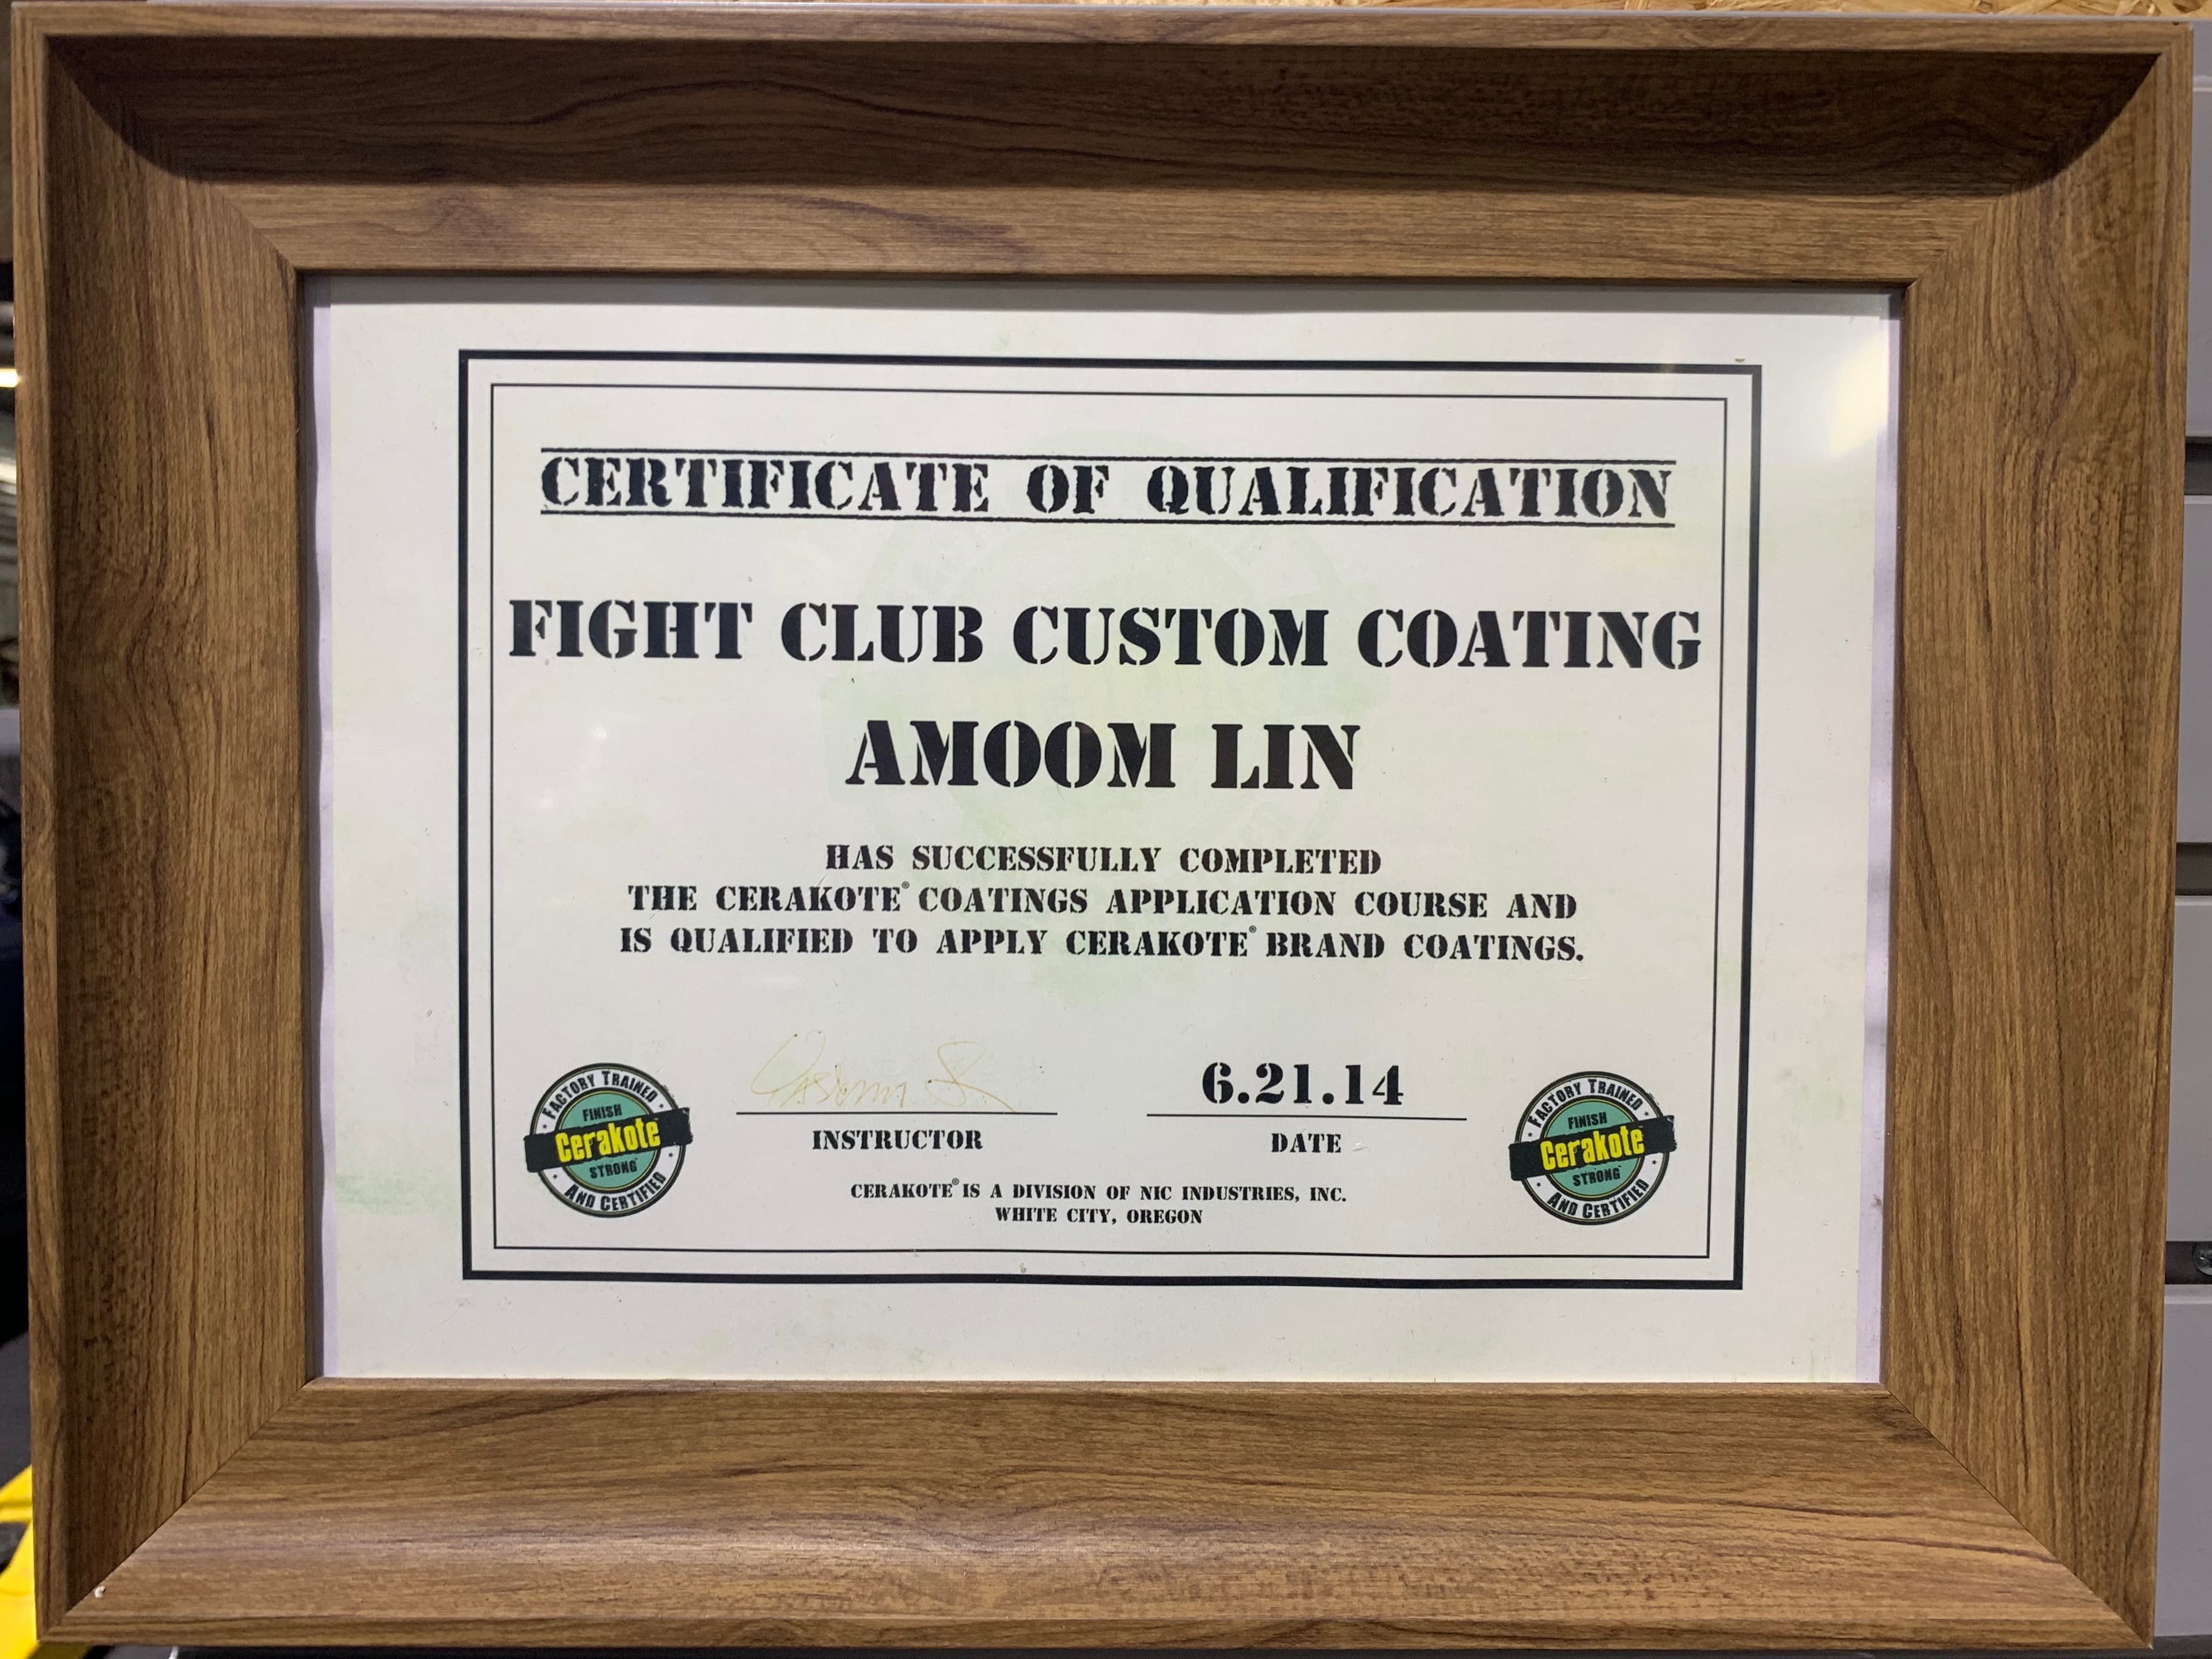 CERTIFICATE OF QUALIFICATION
FIGHT CLUB CUSTOM COATING
AMOOM LIN
HAS SUCCESSFULLY COMPLETED
THE CERAKOTE® COATINGS APPLICATION COURSE AND
IS QUALIFIED TO APPLY CERAKOTE® BRAND COATINGS.
6.21.14
INSTRUCTOR
DATE
FACTORY TRAINED
FINISH
Cerakote
STRONG
AND CERTIFIED
FACTORY TRAINED
FINISH
Cerakote
STRONG
AND CERTIFIED
CERAKOTE® IS A DIVISION OF NIC INDUSTRIES, INC.
WHITE CITY, OREGON